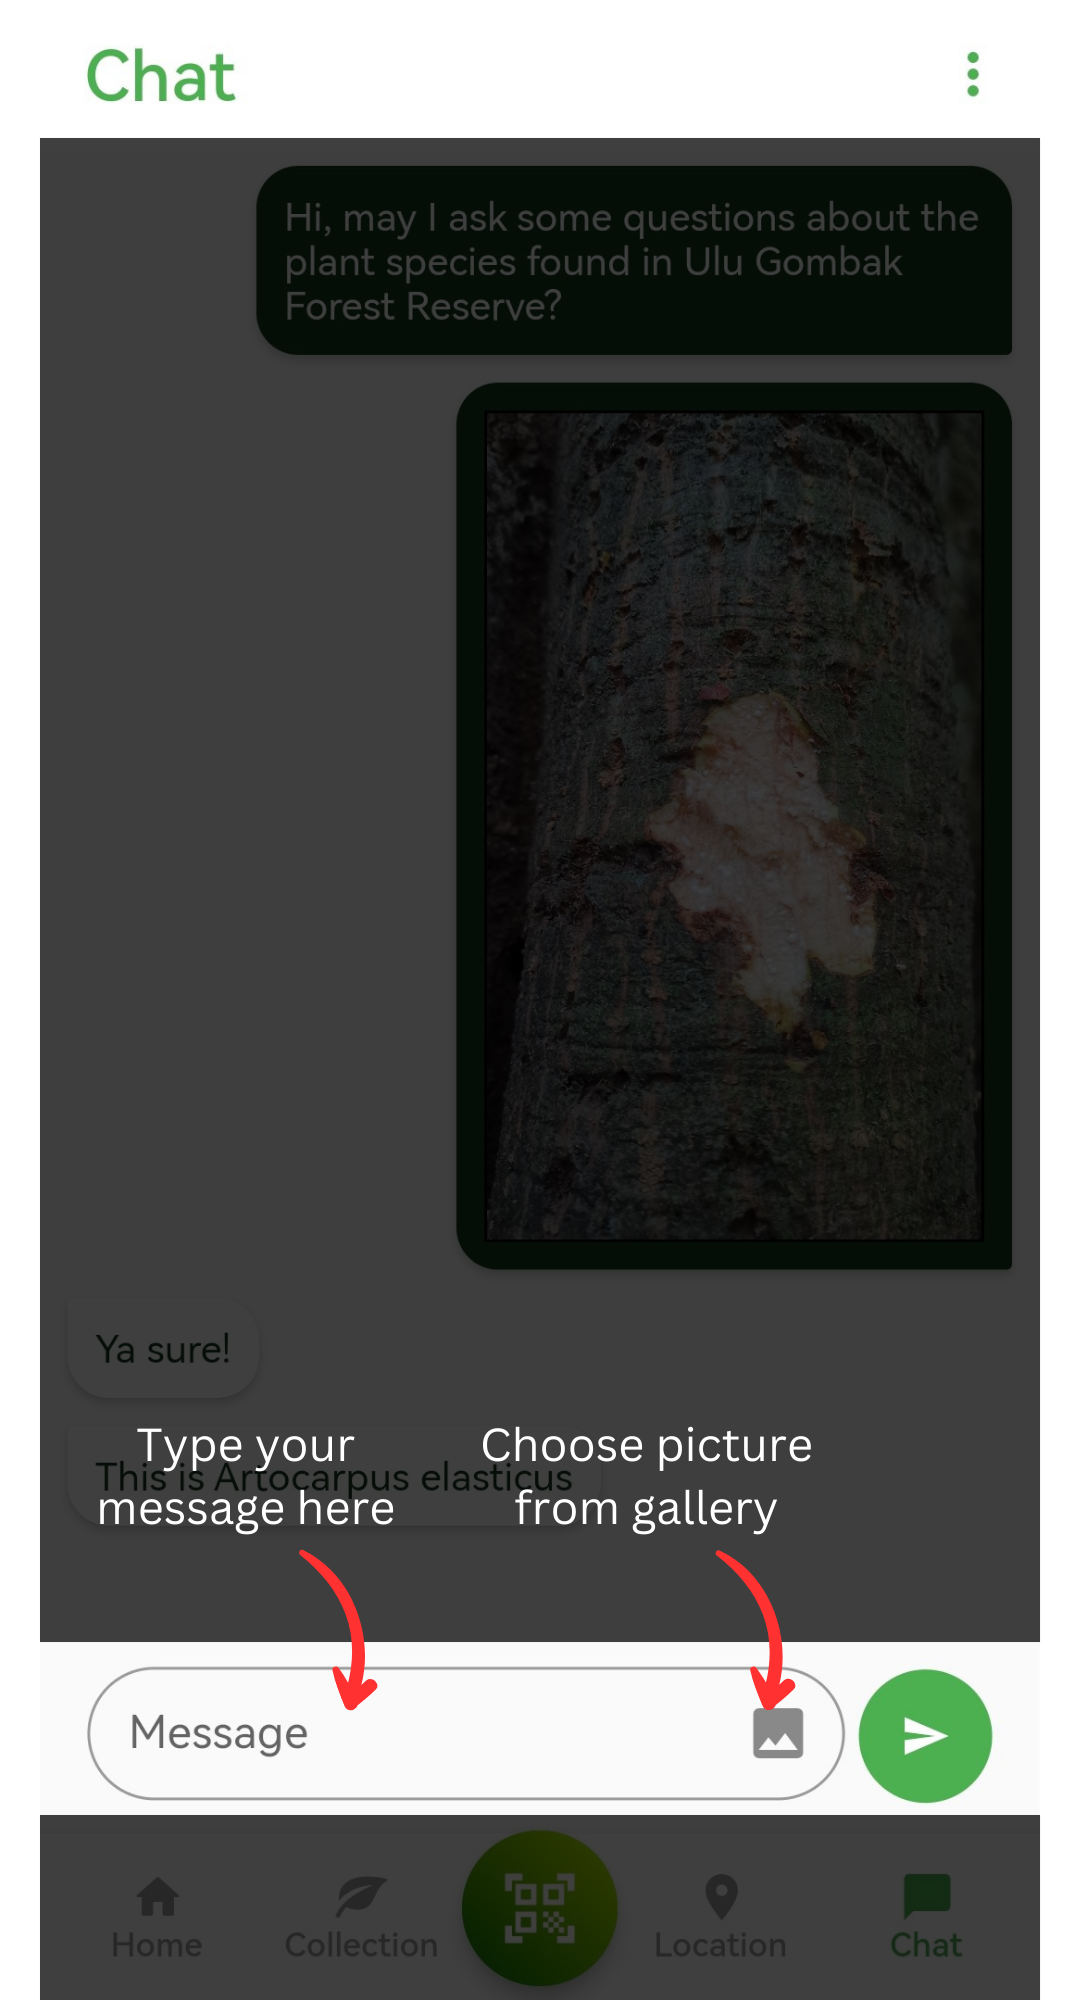 Chat
Hi, may I ask some questions about the
plant species found in Ulu Gombak
Forest Reserve?
Ya sure!
This is Artocarpus elasticus
Type your
message here
Choose picture
from gallery
Message
Home
Collection
Location
Chat